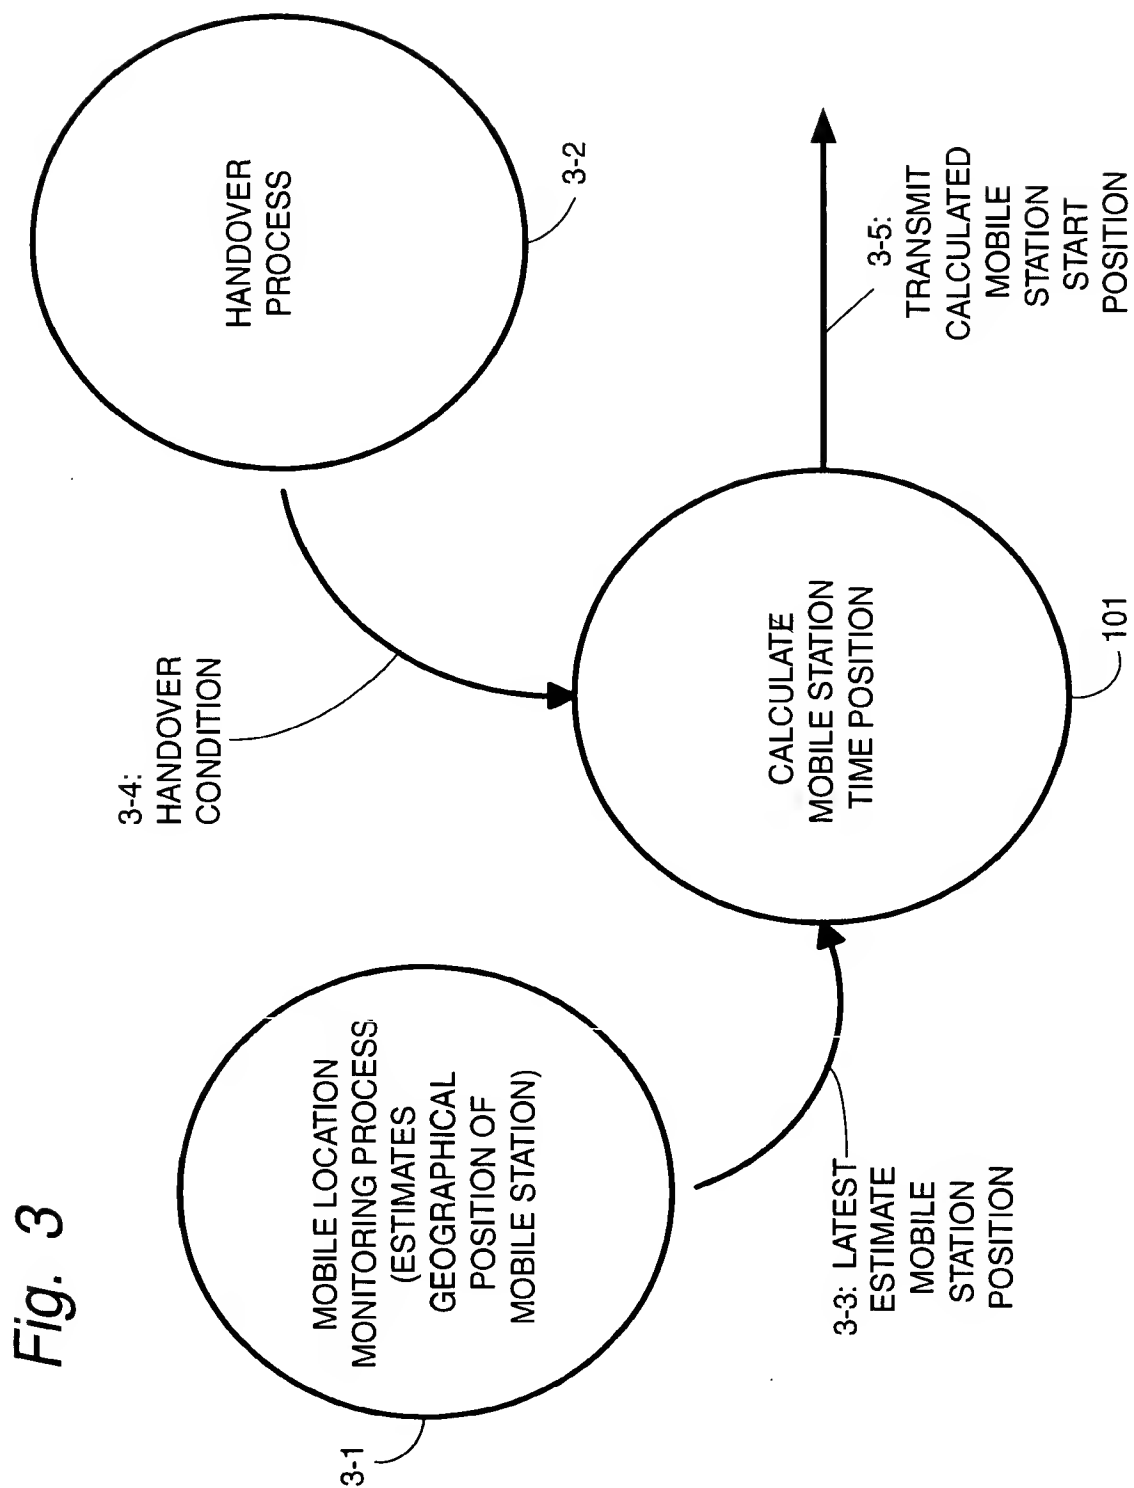 Fig. 3
3-1
MOBILE LOCATION
MONITORING PROCESS
(ESTIMATES
GEOGRAPHICAL
POSITION OF
MOBILE STATION)
3-4:
HANDOVER
CONDITION
HANDOVER
PROCESS
3-2
3-3: LATEST
ESTIMATE
MOBILE
STATION
POSITION
CALCULATE
MOBILE STATION
TIME POSITION
101
3-5:
TRANSMIT
CALCULATED
MOBILE
STATION
START
POSITION